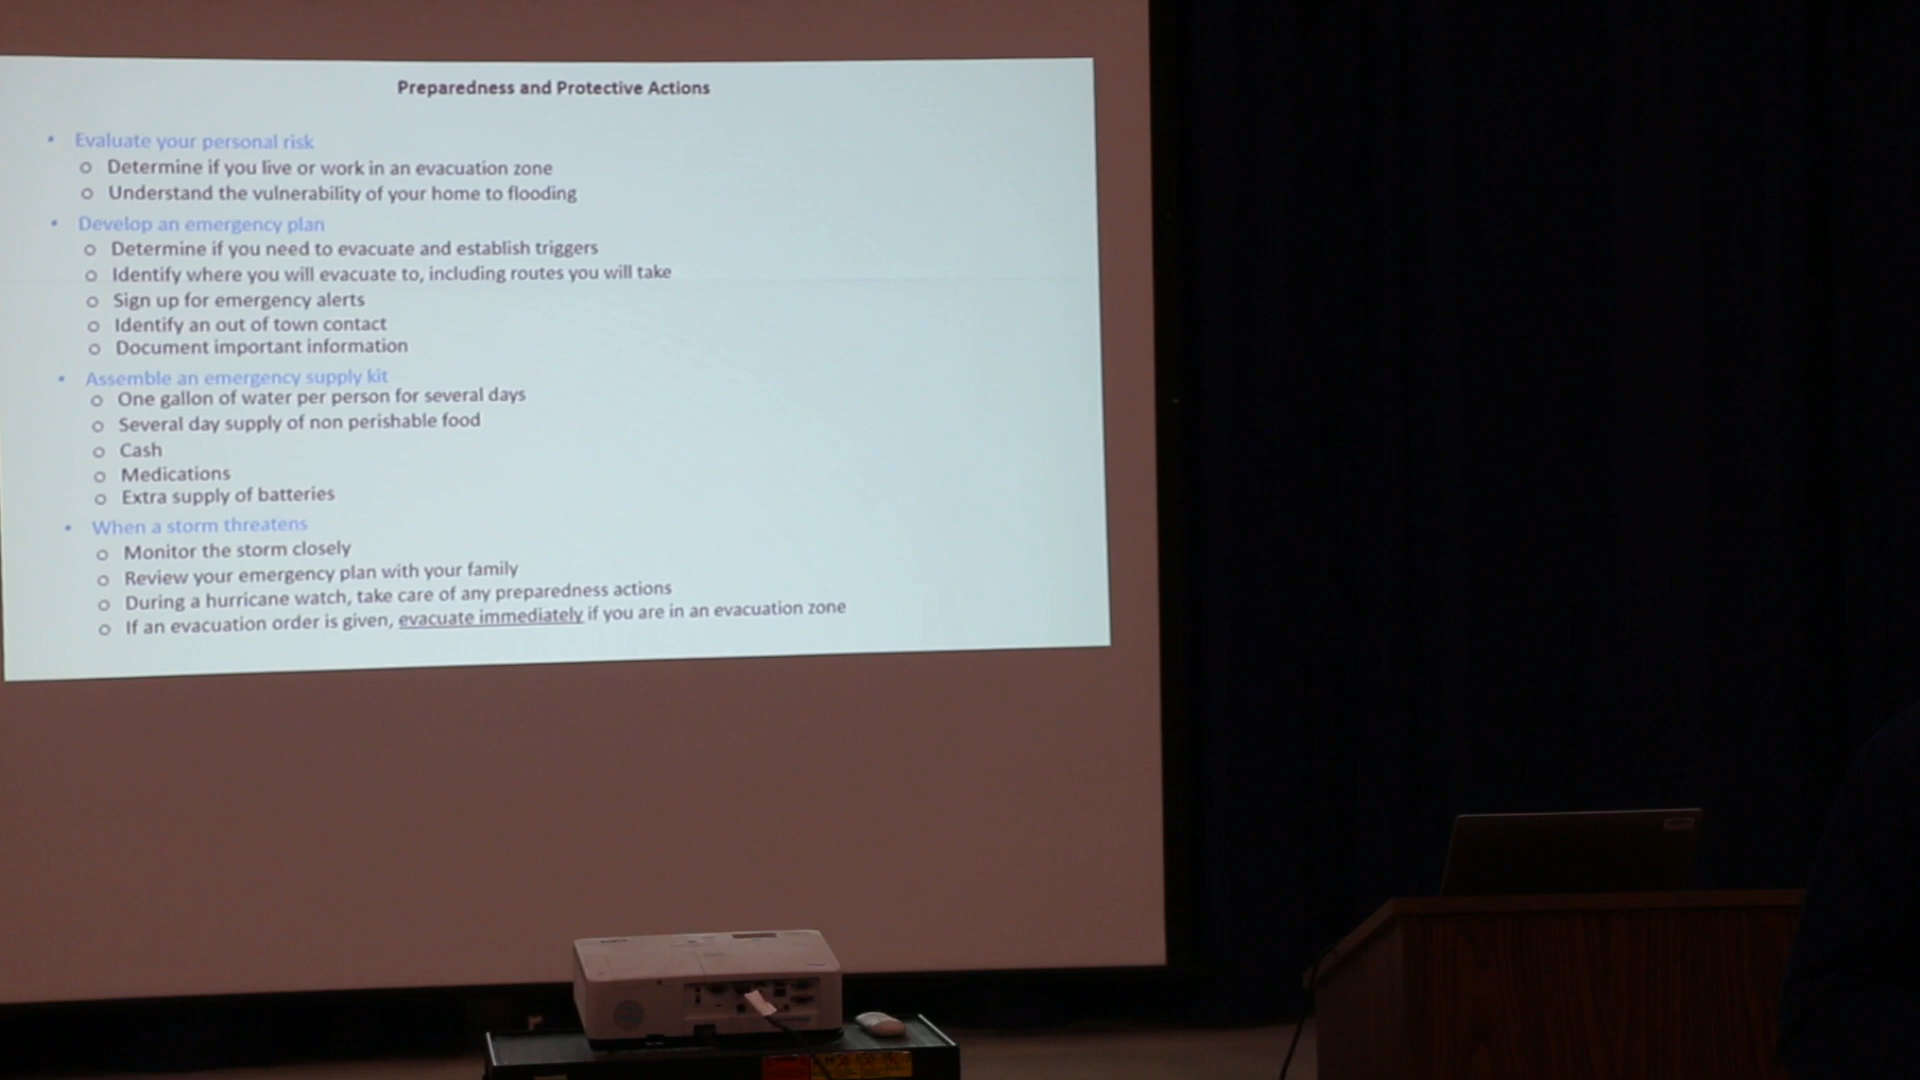 Preparedness and Protective Actions
• Evaluate your personal risk
o Determine if you live or work in an evacuation zone
o Understand the vulnerability of your home to flooding
• Develop an emergency plan
o Determine if you need to evacuate and establish triggers
o Identify where you will evacuate to, including routes you will take
o Sign up for emergency alerts
o Identify an out of town contact
o Document important information
• Assemble an emergency supply kit
o One gallon of water per person for several days
o Several day supply of non perishable food
o Cash
o Medications
o Extra supply of batteries
• When a storm threatens
o Monitor the storm closely
o Review your emergency plan with your family
o During a hurricane watch, take care of any preparedness actions
o If an evacuation order is given, evacuate immediately if you are in an evacuation zone